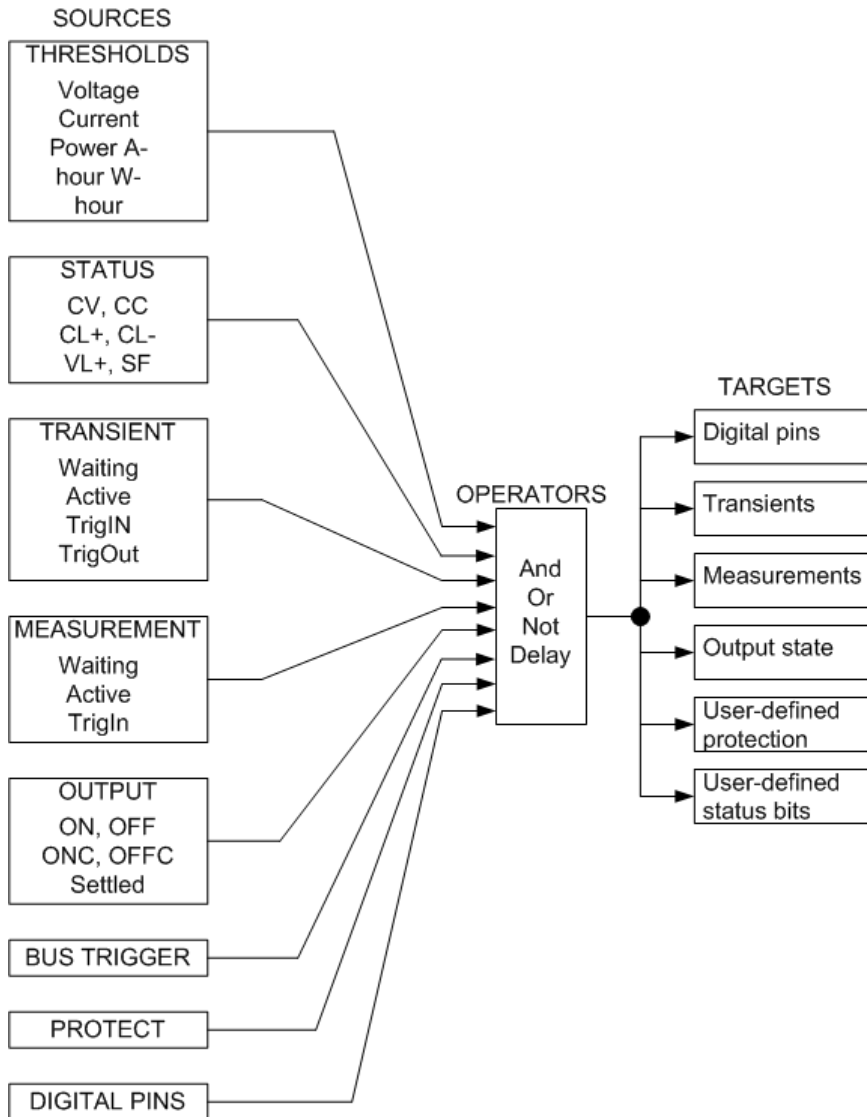 SOURCES
THRESHOLDS
Voltage
Current
Power A-
hour W-
hour
STATUS
CV, CC
CL+, CL-
VL+, SF
TRANSIENT
Waiting
Active
TrigIN
TrigOut
MEASUREMENT
Waiting
Active
TrigIn
OUTPUT
ON, OFF
ONC, OFFC
Settled
BUS TRIGGER
PROTECT
DIGITAL PINS
OPERATORS
And
Or
Not
Delay
TARGETS
Digital pins
Transients
Measurements
Output state
User-defined
protection
User-defined
status bits